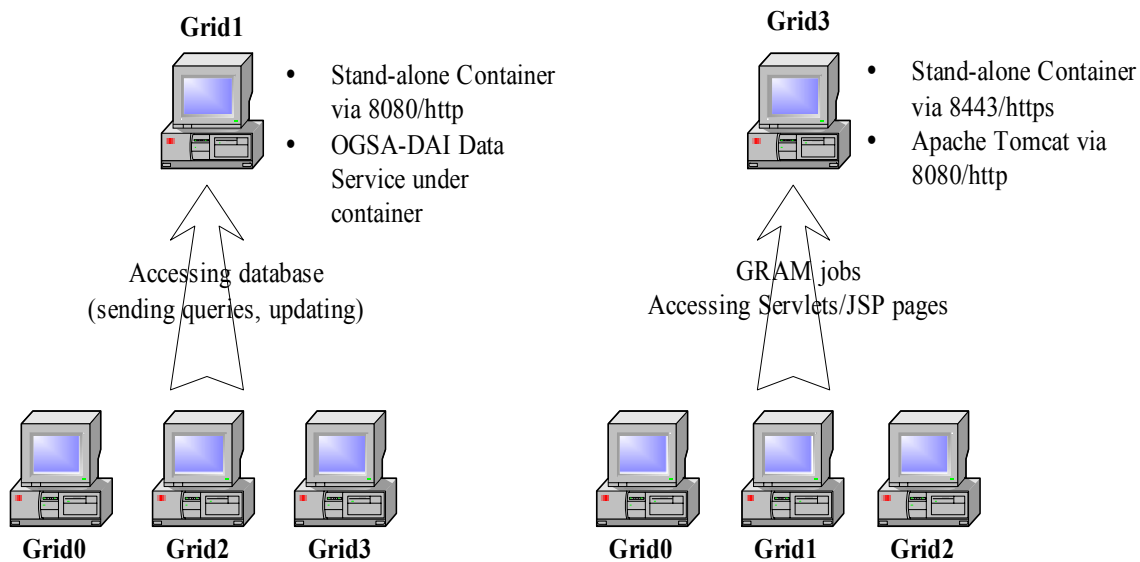 Grid1
• Stand-alone Container
via 8080/http
• OGSA-DAI Data
Service under
container
Accessing database
(sending queries, updating)
Grid0
Grid2
Grid3
Grid3
• Stand-alone Container
via 8443/https
• Apache Tomcat via
8080/http
GRAM jobs
Accessing Servlets/JSP pages
Grid0
Grid1
Grid2